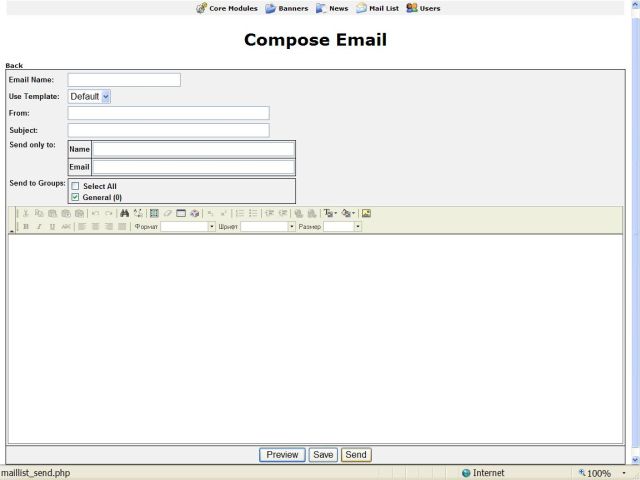 Core Modules Banners News Mail List Users
Compose Email
Back
Email Name:
Use Template: Default
From:
Subject:
Send only to: Name
Email
Send to Groups: Select All
General (0)
B I U ABC Формат Шрифт Размер
Preview Save Send
maillist_send.php Internet 100%